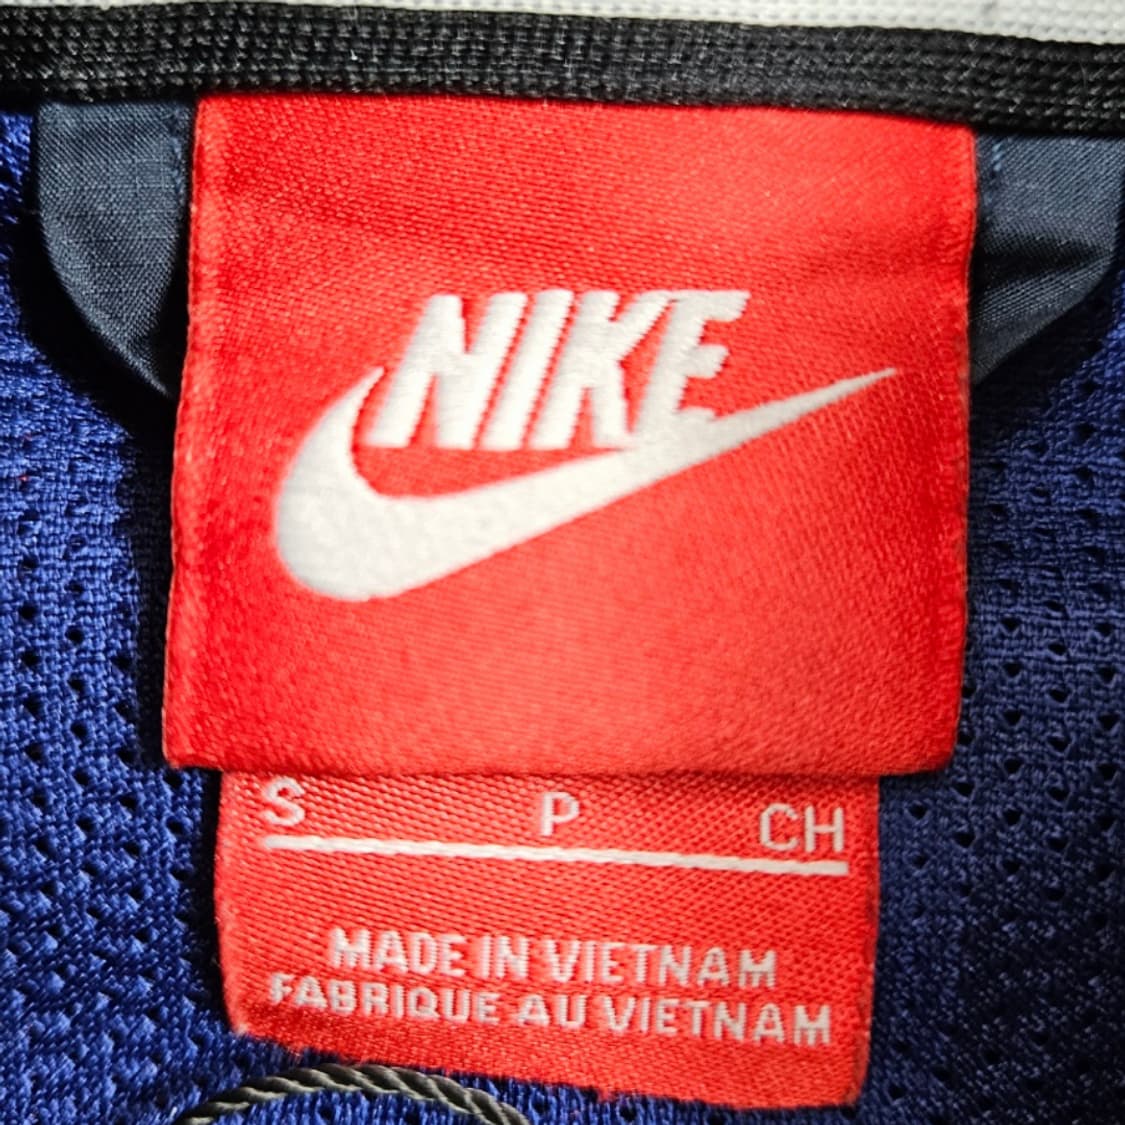 NIKE
S P CH
MADE IN VIETNAM
FABRIQUE AU VIETNAM